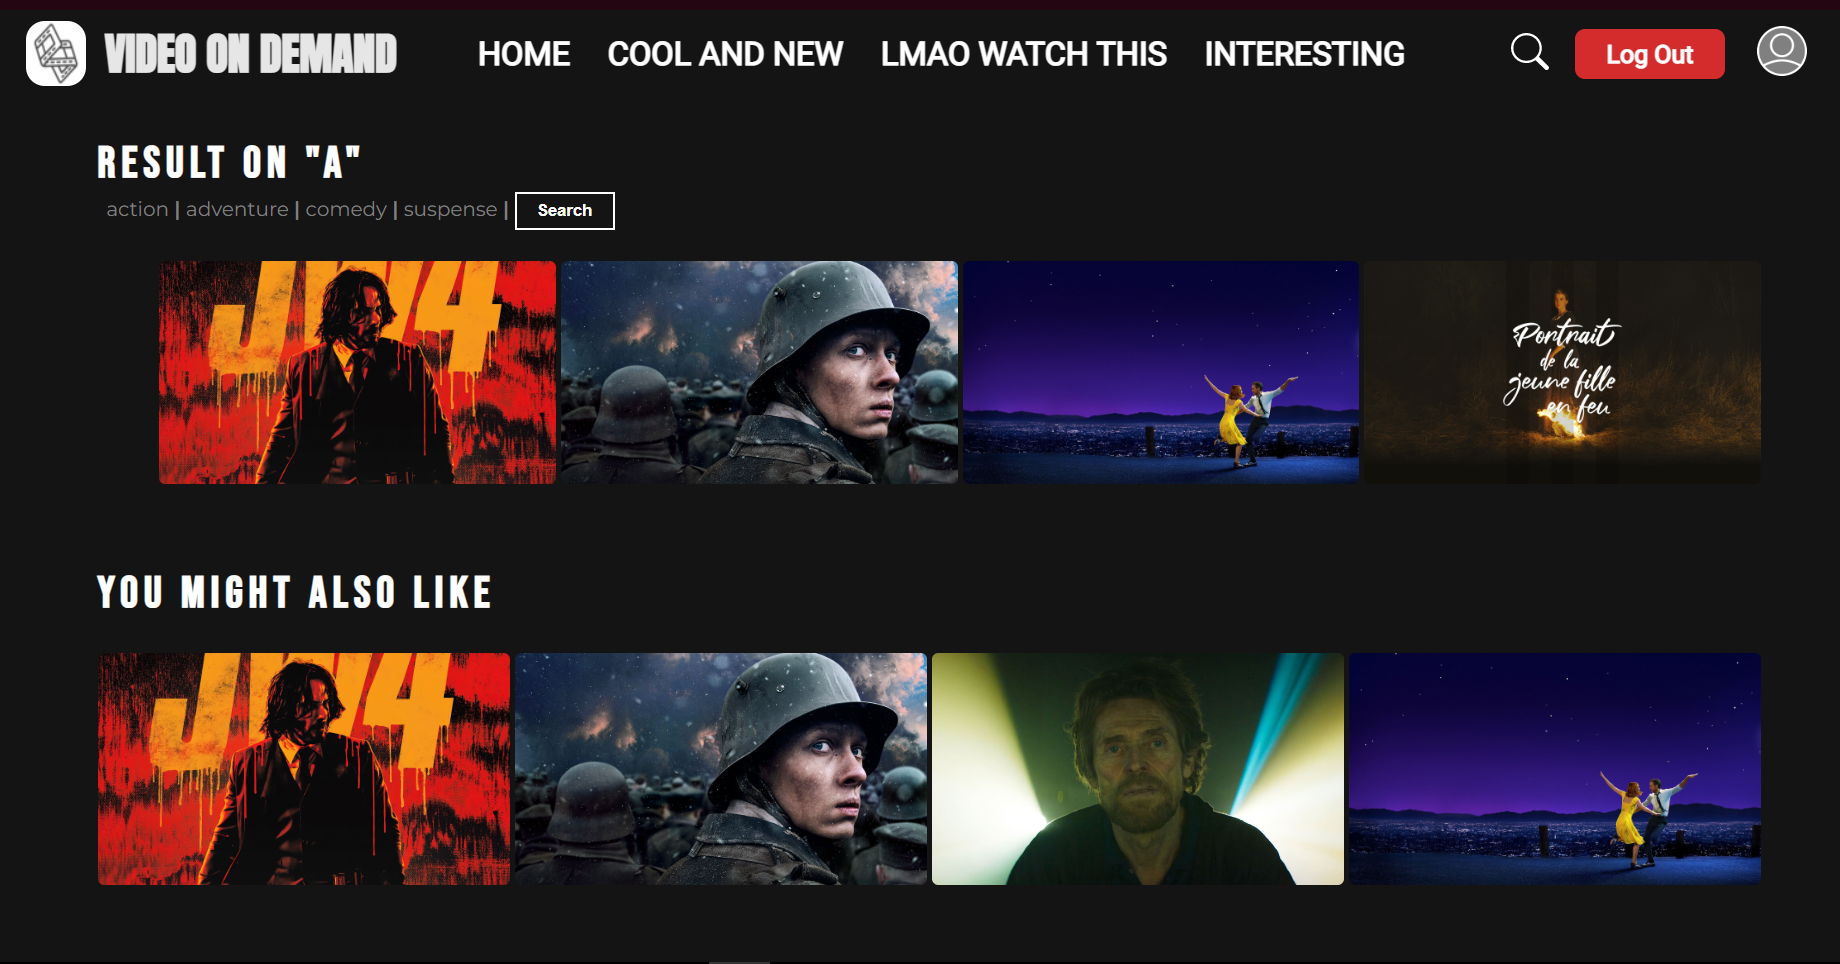 VIDEO ON DEMAND HOME COOL AND NEW LMAO WATCH THIS INTERESTING Log Out
RESULT ON "A"
action | adventure | comedy | suspense | Search
JW4
Portrait
de la
jeune fille
en feu
YOU MIGHT ALSO LIKE
JW4